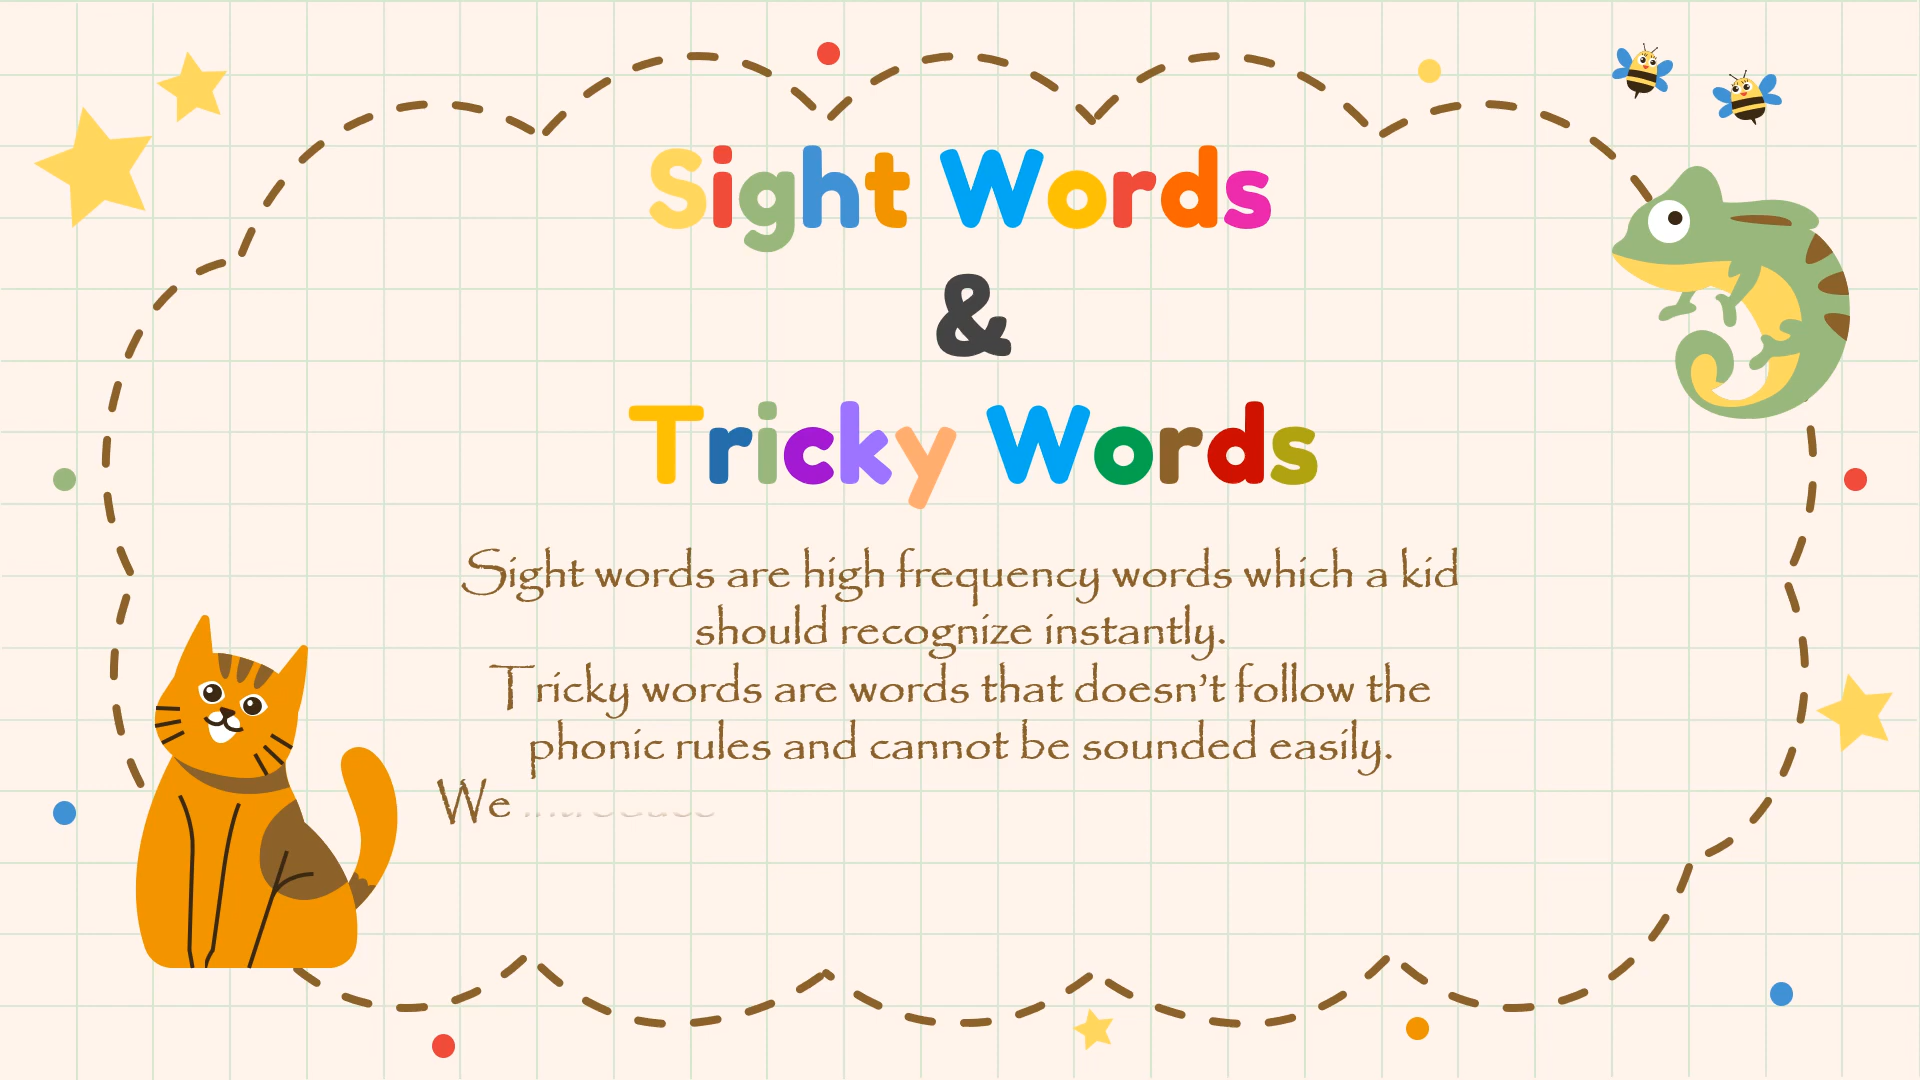 Sight Words
&
Tricky Words
Sight words are high frequency words which a kid
should recognize instantly.
Tricky words are words that doesn’t follow the
phonic rules and cannot be sounded easily.
We